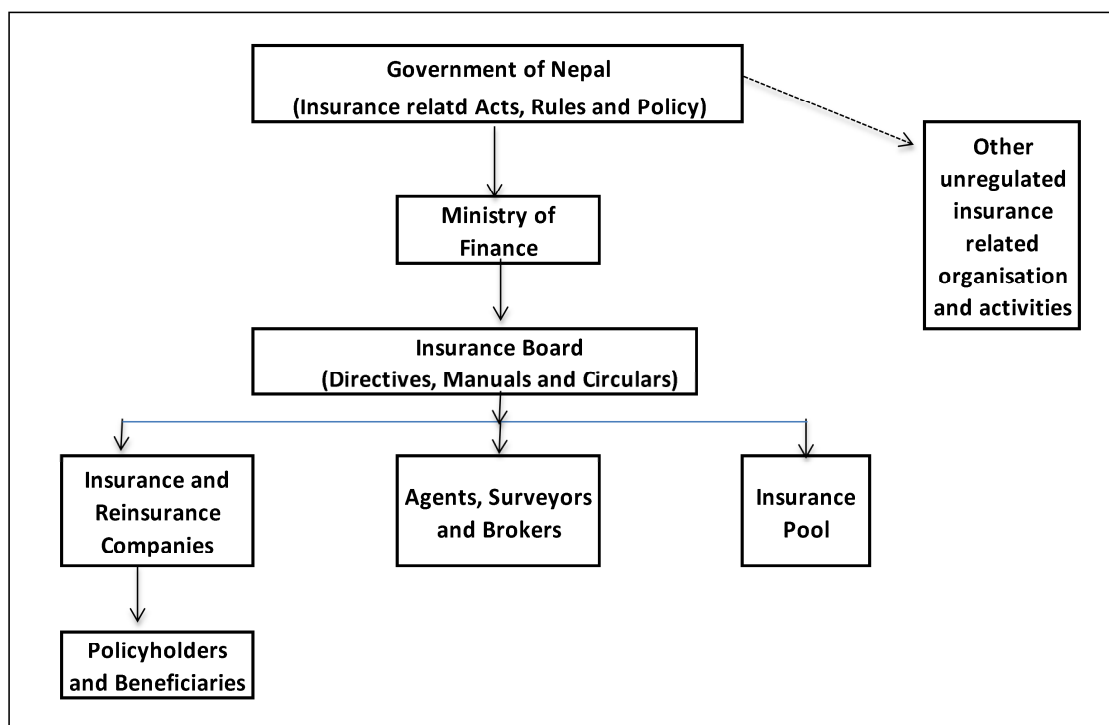 Government of Nepal
(Insurance relatd Acts, Rules and Policy)
Other
unregulated
insurance
related
organisation
and activities
Ministry of
Finance
Insurance Board
(Directives, Manuals and Circulars)
Insurance and
Reinsurance
Companies
Agents, Surveyors
and Brokers
Insurance
Pool
Policyholders
and Beneficiaries